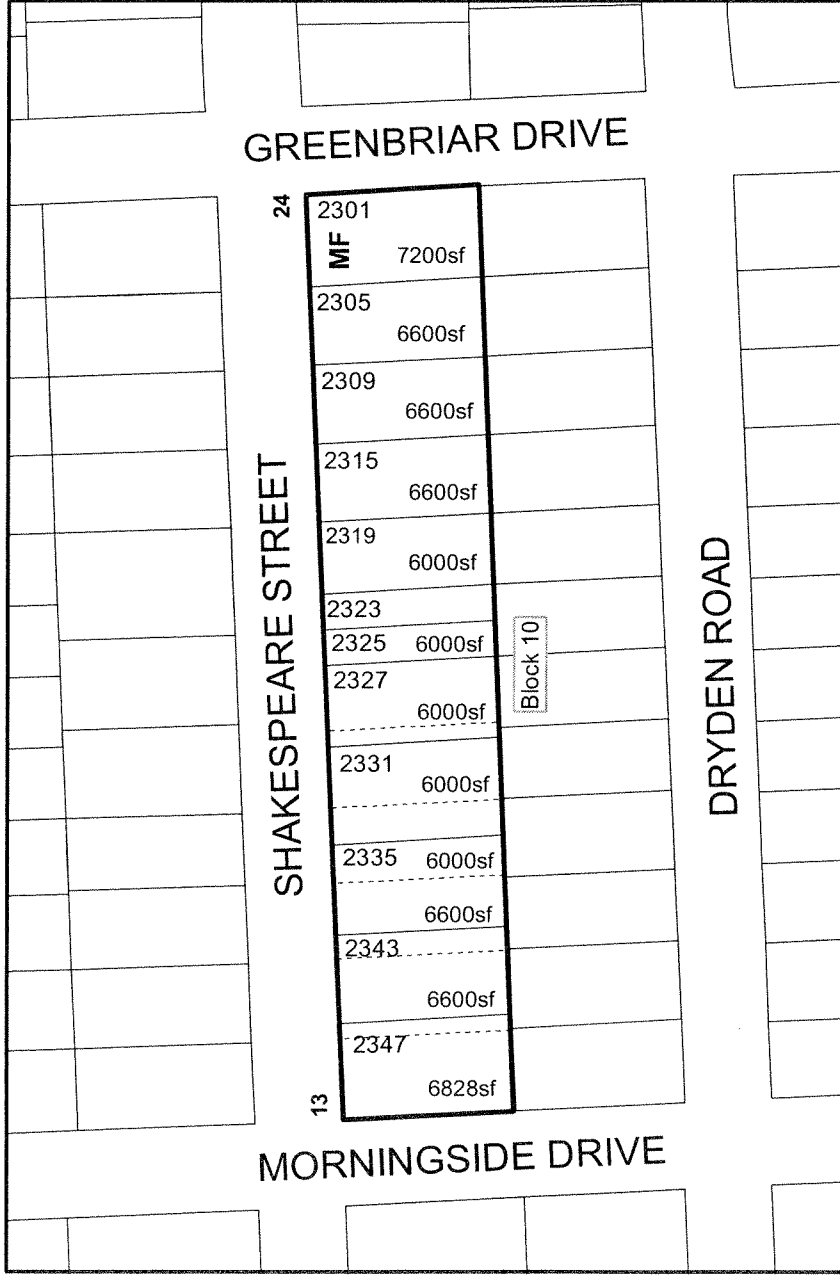 GREENBRIAR DRIVE
24
2301
MF
7200sf
2305
6600sf
2309
6600sf
2315
6600sf
2319
6000sf
2323
2325 6000sf
2327
6000sf
2331
6000sf
2335 6000sf
6600sf
2343
6600sf
2347
6828sf
13
SHAKESPEARE STREET
Block 10
DRYDEN ROAD
MORNINGSIDE DRIVE